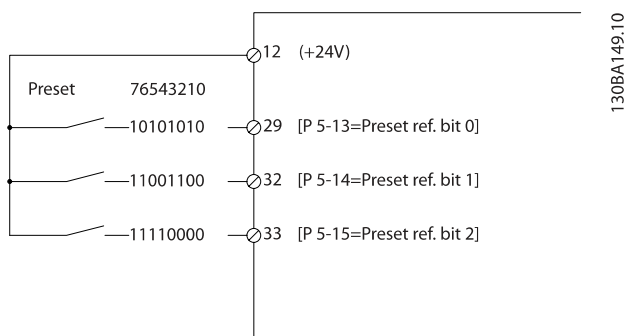 12 (+24V)
Preset 76543210
10101010 29 [P 5-13=Preset ref. bit 0]
11001100 32 [P 5-14=Preset ref. bit 1]
11110000 33 [P 5-15=Preset ref. bit 2]
130BA149.10